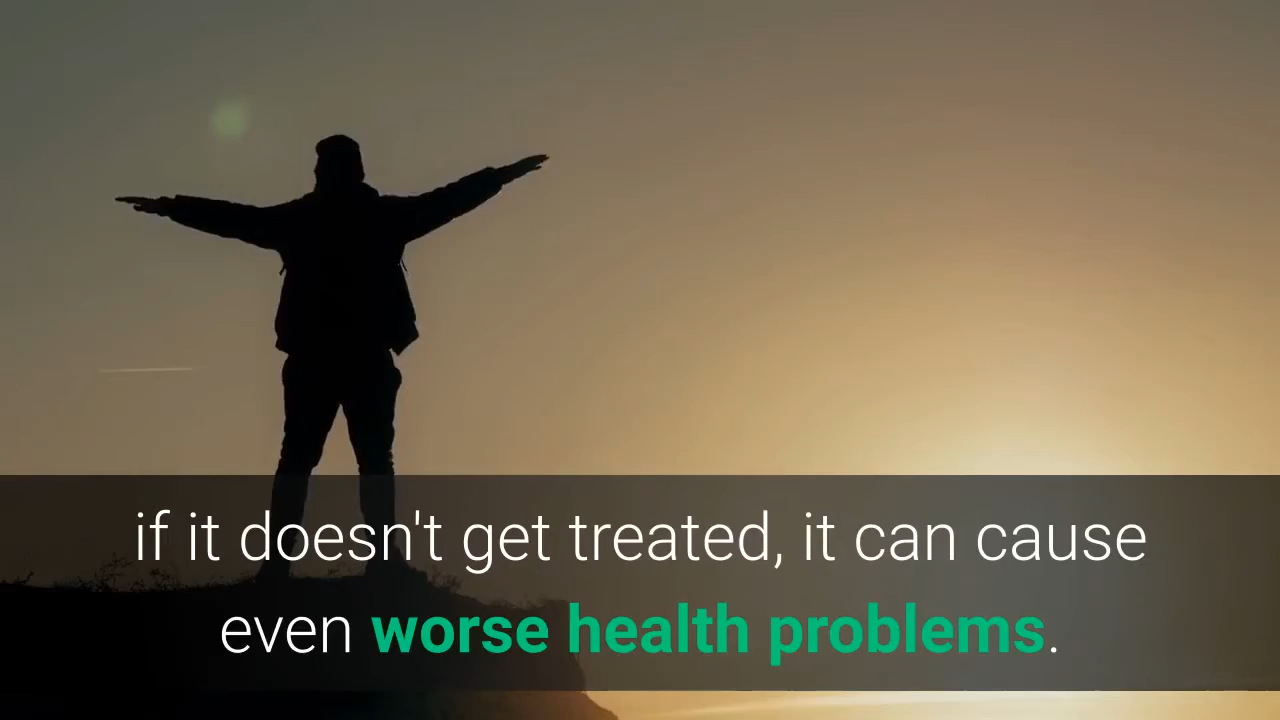 if it doesn't get treated, it can cause
even worse health problems.